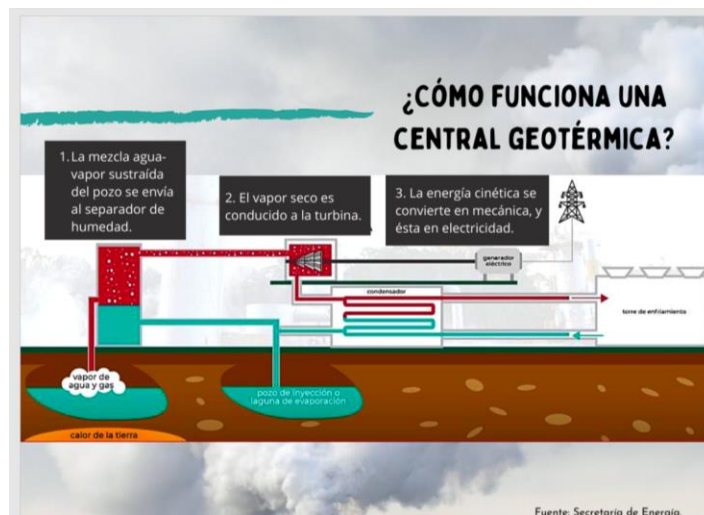 ¿CÓMO FUNCIONA UNA
CENTRAL GEOTÉRMICA?
1. La mezcla agua-
vapor sustraída
del pozo se envía
al separador de
humedad.
2. El vapor seco es
conducido a la turbina.
3. La energía cinética se
convierte en mecánica, y
ésta en electricidad.
generador
eléctrico
condensador
torre de enfriamiento
vapor de
agua y gas
pozo de inyección o
laguna de evaporación
calor de la tierra
Fuente: Secretaría de Energía.